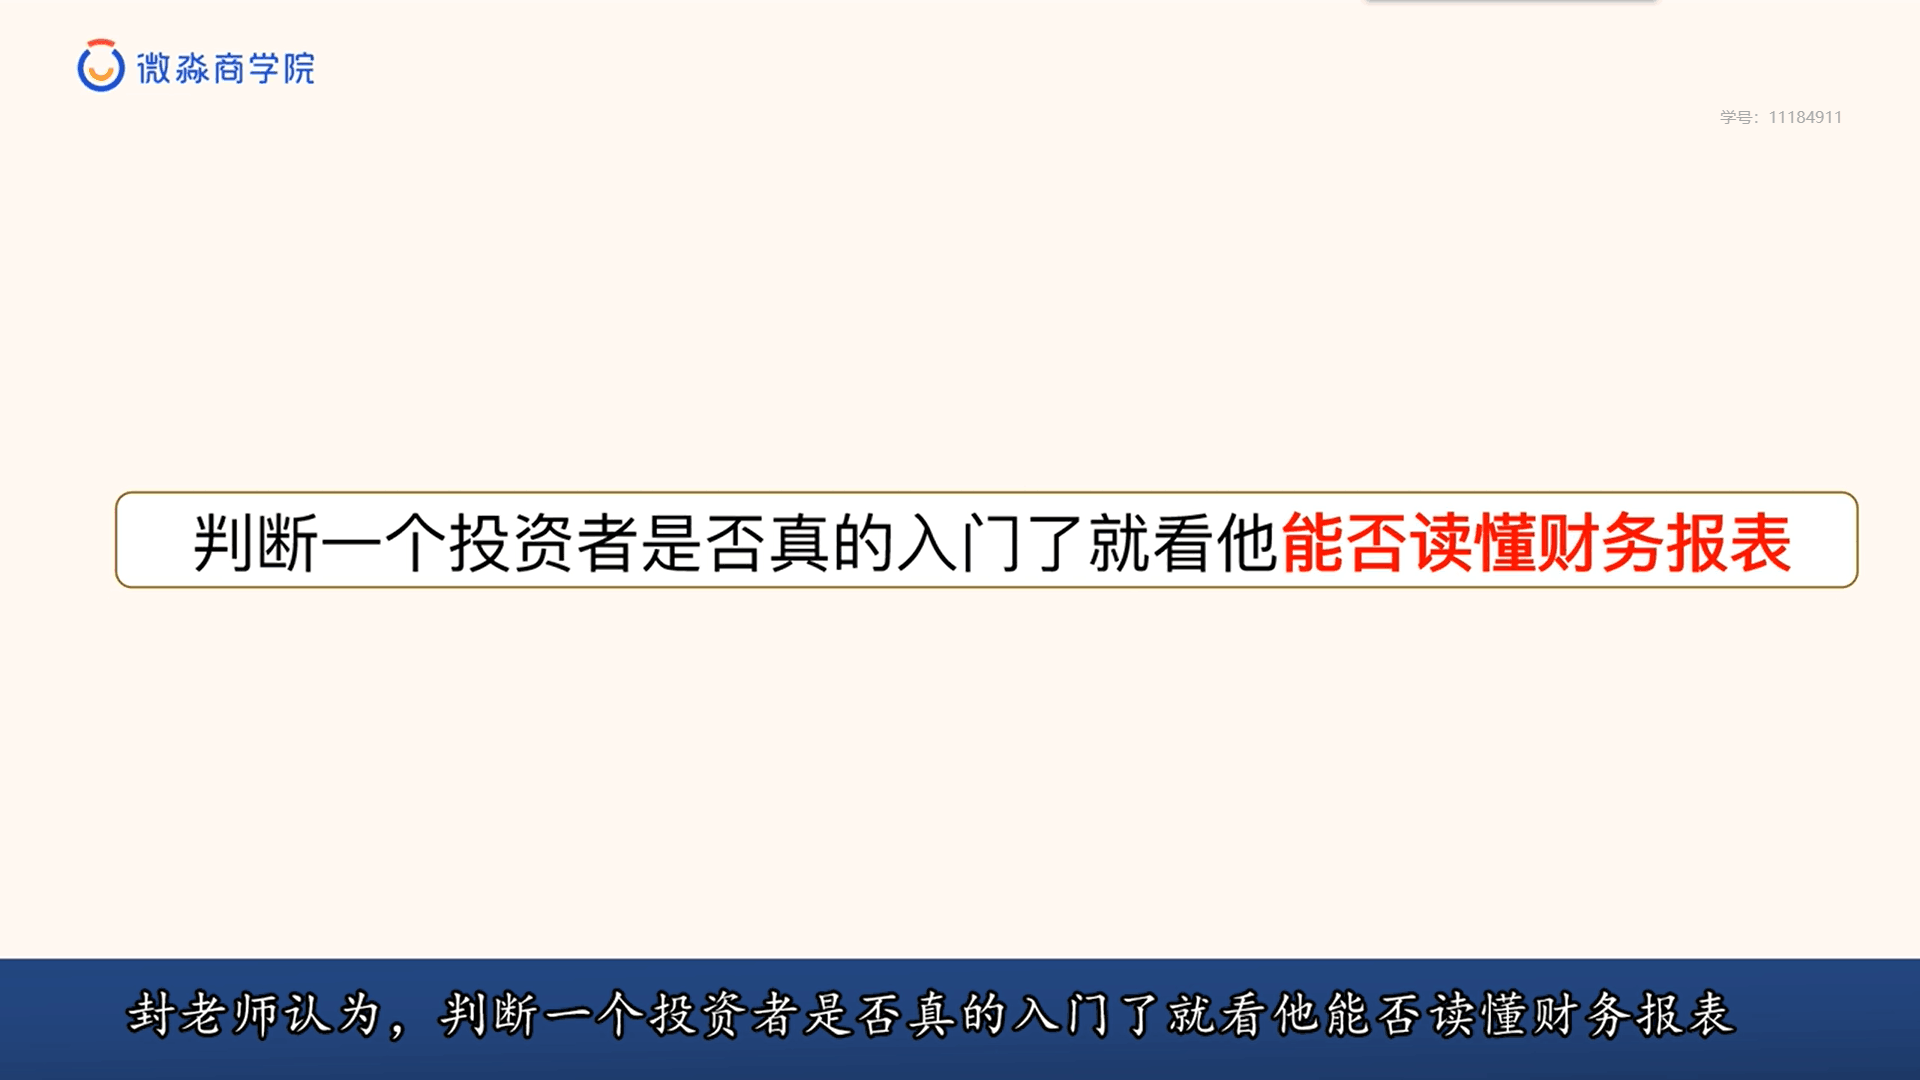 微淼商学院
学号：11184911
判断一个投资者是否真的入门了就看他能否读懂财务报表
封老师认为，判断一个投资者是否真的入门了就看他能否读懂财务报表